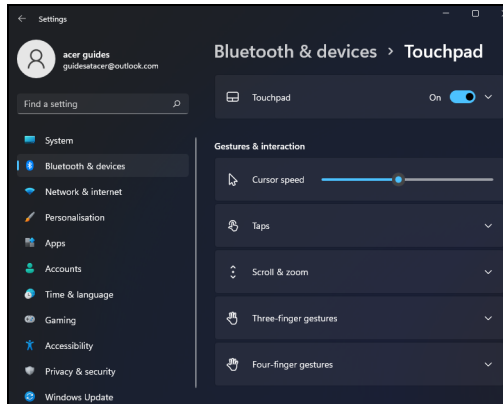 Settings
acer guides
guidesatacer@outlook.com
Find a setting
System
Bluetooth & devices
Network & internet
Personalisation
Apps
Accounts
Time & language
Gaming
Accessibility
Privacy & security
Windows Update
Bluetooth & devices > Touchpad
Touchpad On
Gestures & interaction
Cursor speed
Taps
Scroll & zoom
Three-finger gestures
Four-finger gestures